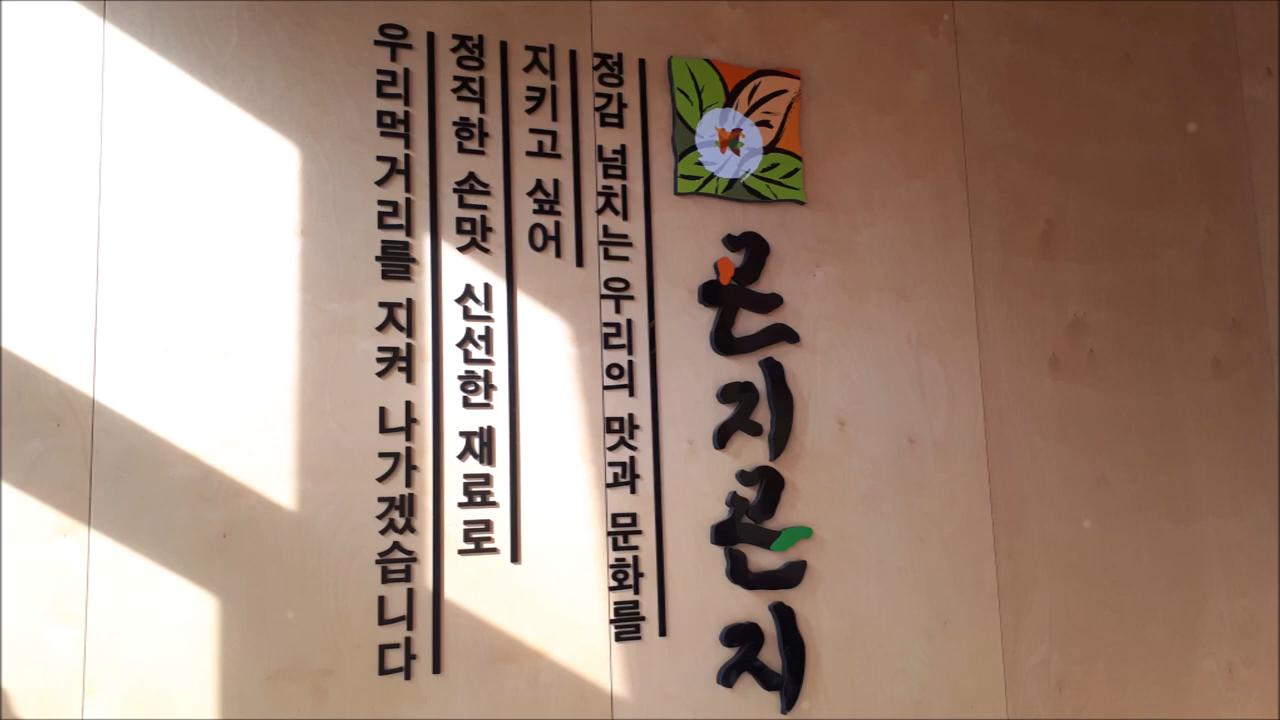 곤지곤지
정감 넘치는 우리의 맛과 문화를
지키고 싶어
정직한 손맛 신선한 재료로
우리먹거리를 지켜 나가겠습니다